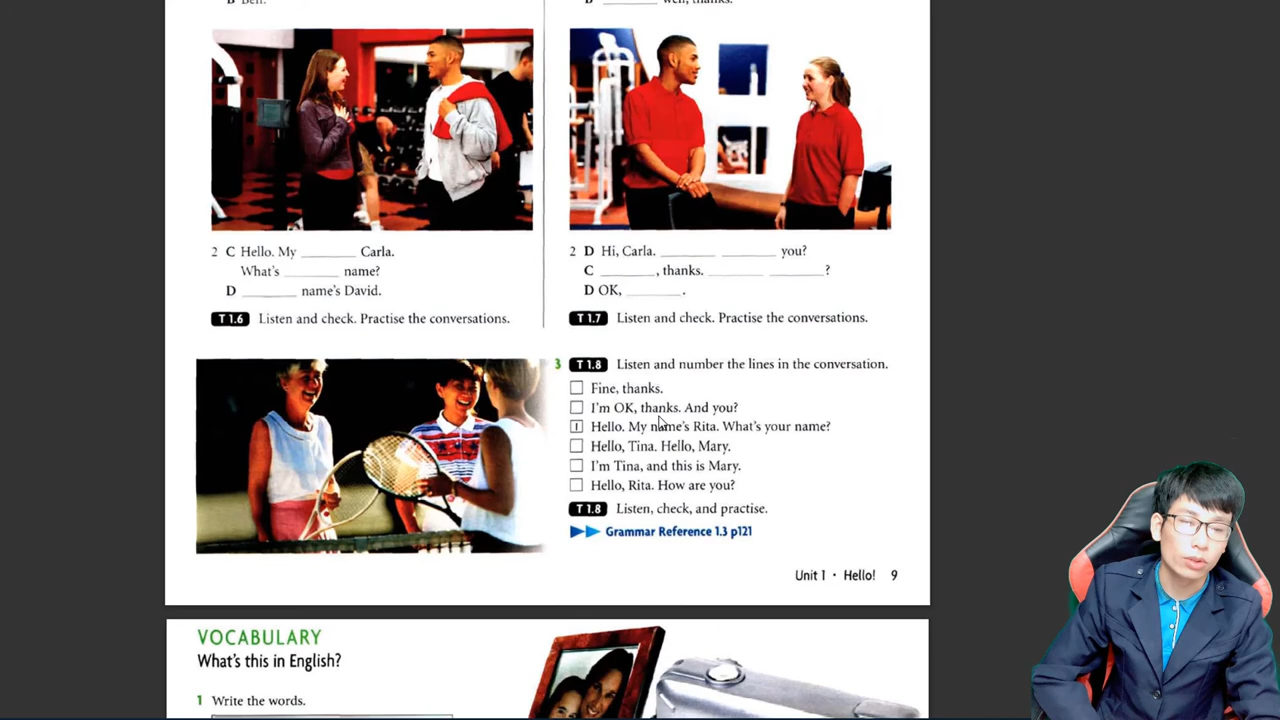 B Ben.
2 C Hello. My ________ Carla.
What's ________ name?
D ________ name's David.
T 1.6 Listen and check. Practise the conversations.
B ________ well, thanks.
2 D Hi, Carla. ________ ________ you?
C ________, thanks. ________ ________?
D OK, ________.
T 1.7 Listen and check. Practise the conversations.
3 T 1.8 Listen and number the lines in the conversation.
Fine, thanks.
I'm OK, thanks. And you?
1 Hello. My name's Rita. What's your name?
Hello, Tina. Hello, Mary.
I'm Tina, and this is Mary.
Hello, Rita. How are you?
T 1.8 Listen, check, and practise.
Grammar Reference 1.3 p121
Unit 1 · Hello! 9
VOCABULARY
What's this in English?
1 Write the words.